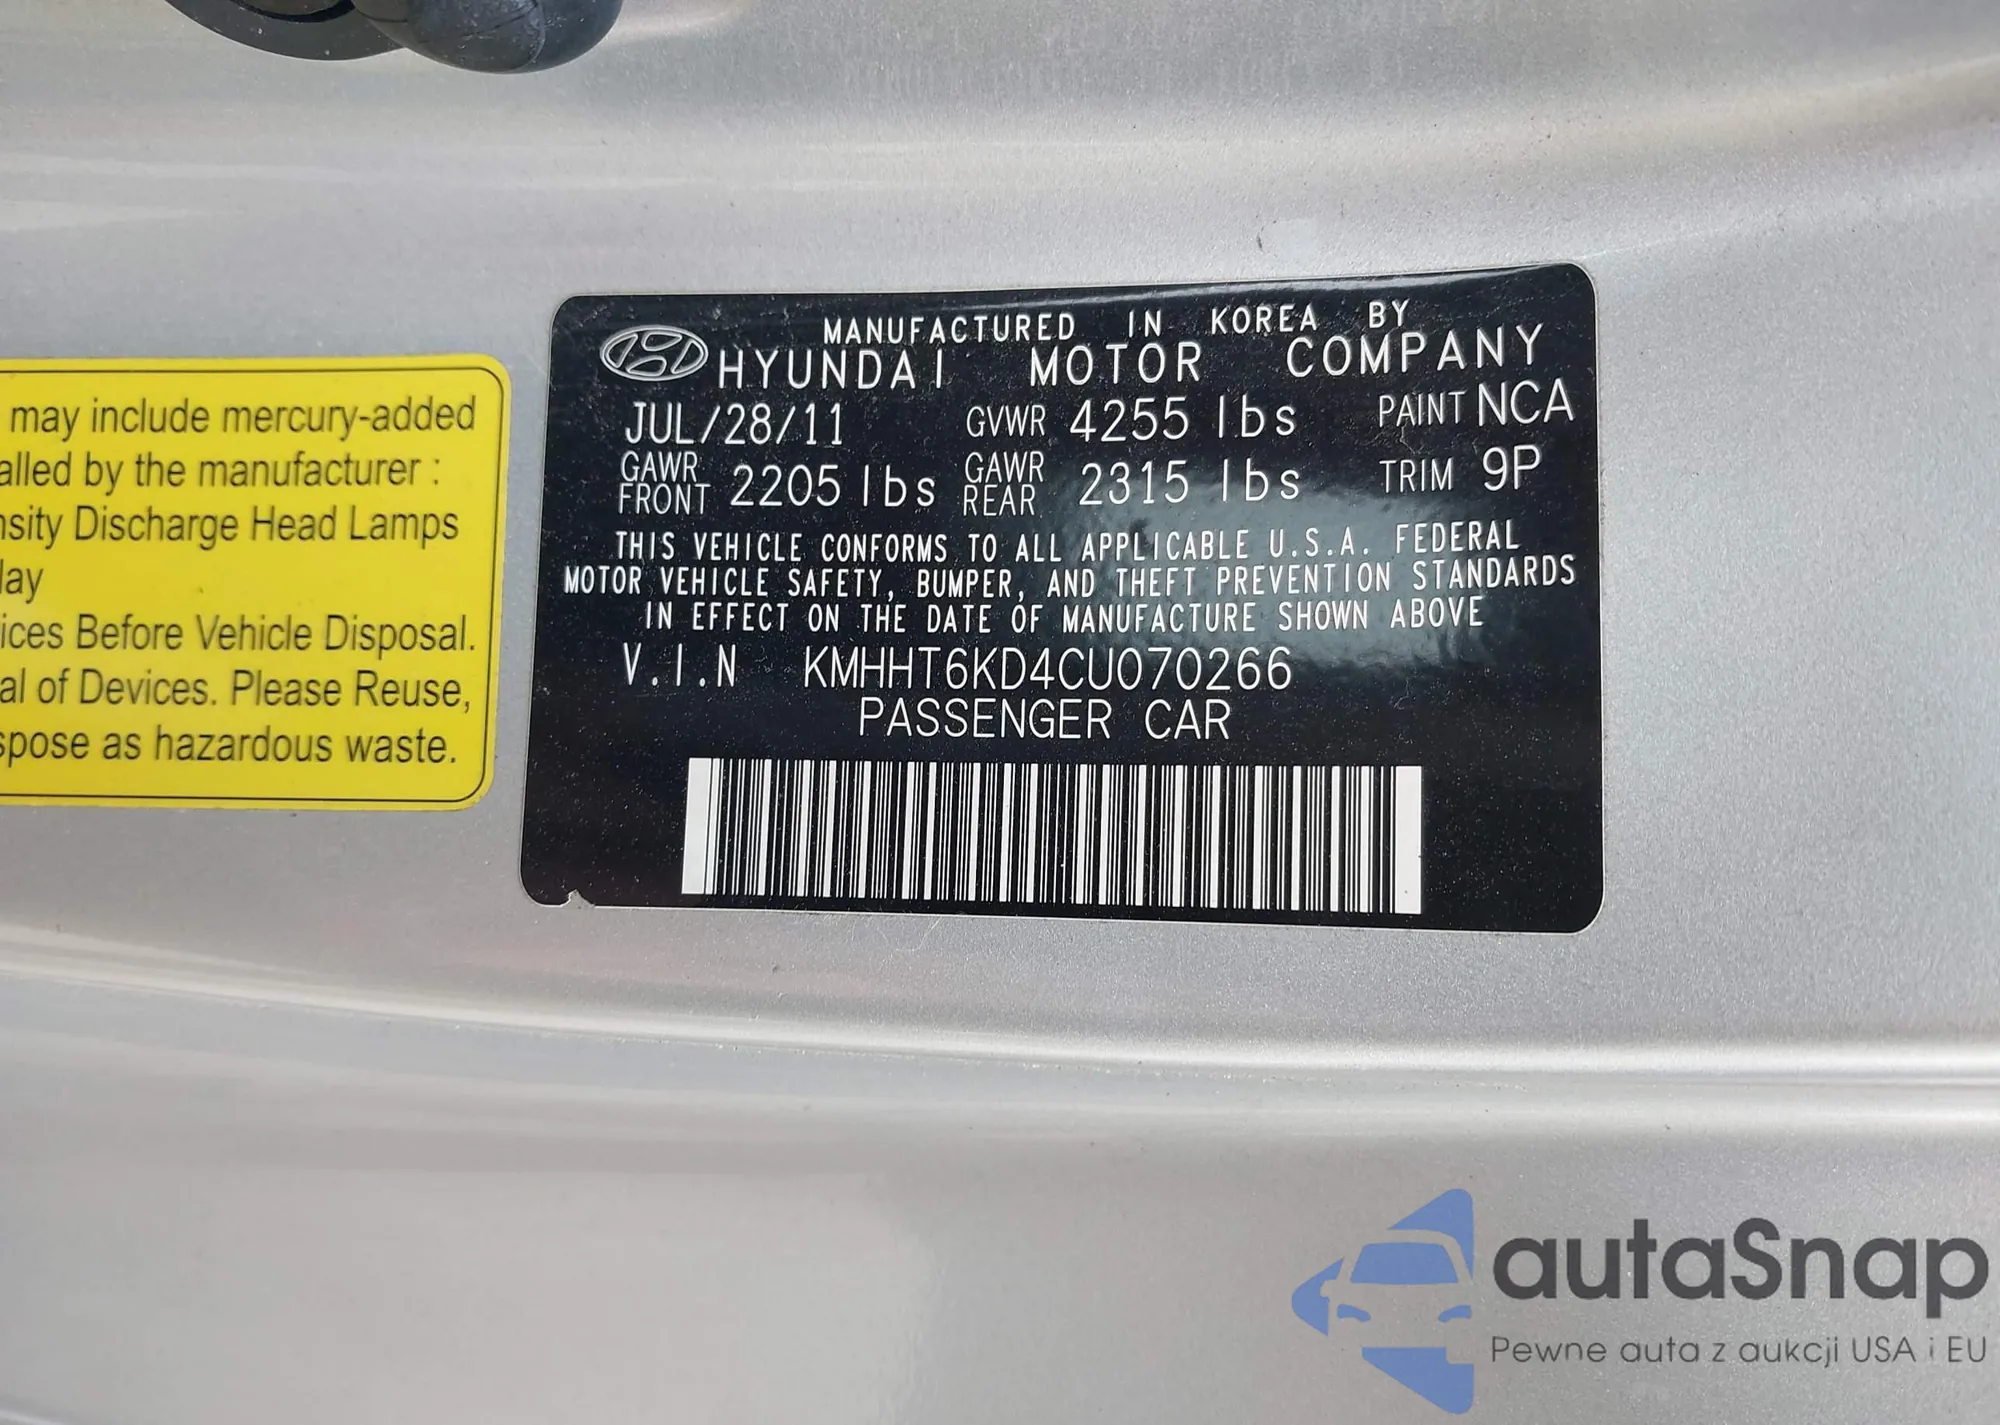 may include mercury-added
alled by the manufacturer :
nsity Discharge Head Lamps
lay
ices Before Vehicle Disposal.
al of Devices. Please Reuse,
spose as hazardous waste.
MANUFACTURED IN KOREA BY
HYUNDAI MOTOR COMPANY
JUL/28/11 GVWR 4255 lbs PAINT NCA
GAWR FRONT 2205 lbs GAWR REAR 2315 lbs TRIM 9P
THIS VEHICLE CONFORMS TO ALL APPLICABLE U.S.A. FEDERAL
MOTOR VEHICLE SAFETY, BUMPER, AND THEFT PREVENTION STANDARDS
IN EFFECT ON THE DATE OF MANUFACTURE SHOWN ABOVE
V.I.N KMHHT6KD4CU070266
PASSENGER CAR
autaSnap
Pewne auta z aukcji USA i EU